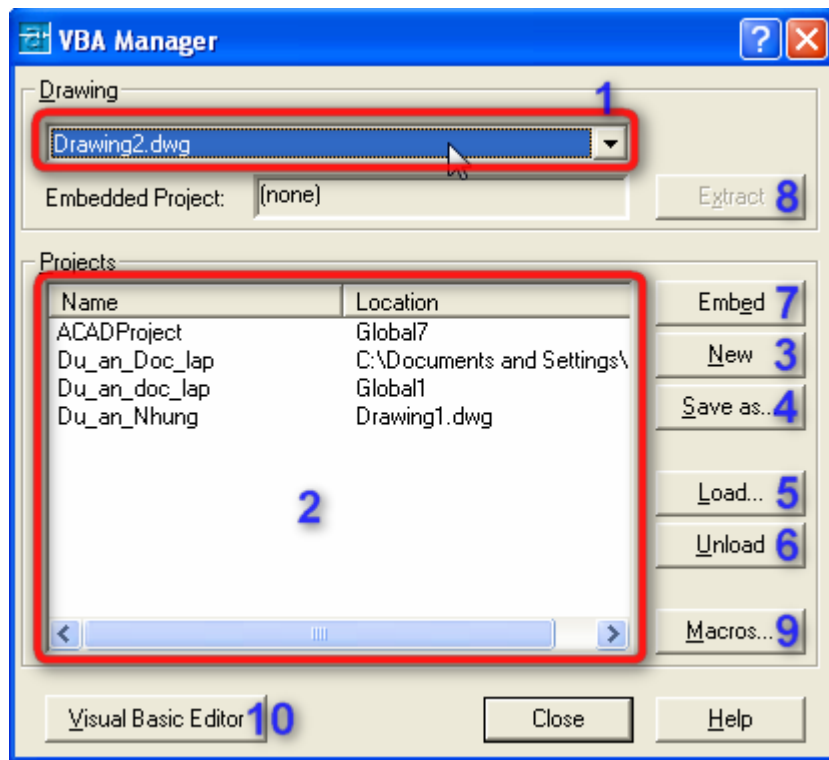 VBA Manager
Drawing
1
Drawing2.dwg
Embedded Project: (none)
Extract 8
Projects
Name Location
ACADProject Global7
Du_an_Doc_lap C:\Documents and Settings\
Du_an_doc_lap Global1
Du_an_Nhung Drawing1.dwg
2
Embed 7
New 3
Save as.. 4
Load... 5
Unload 6
Macros... 9
Visual Basic Editor 10
Close
Help